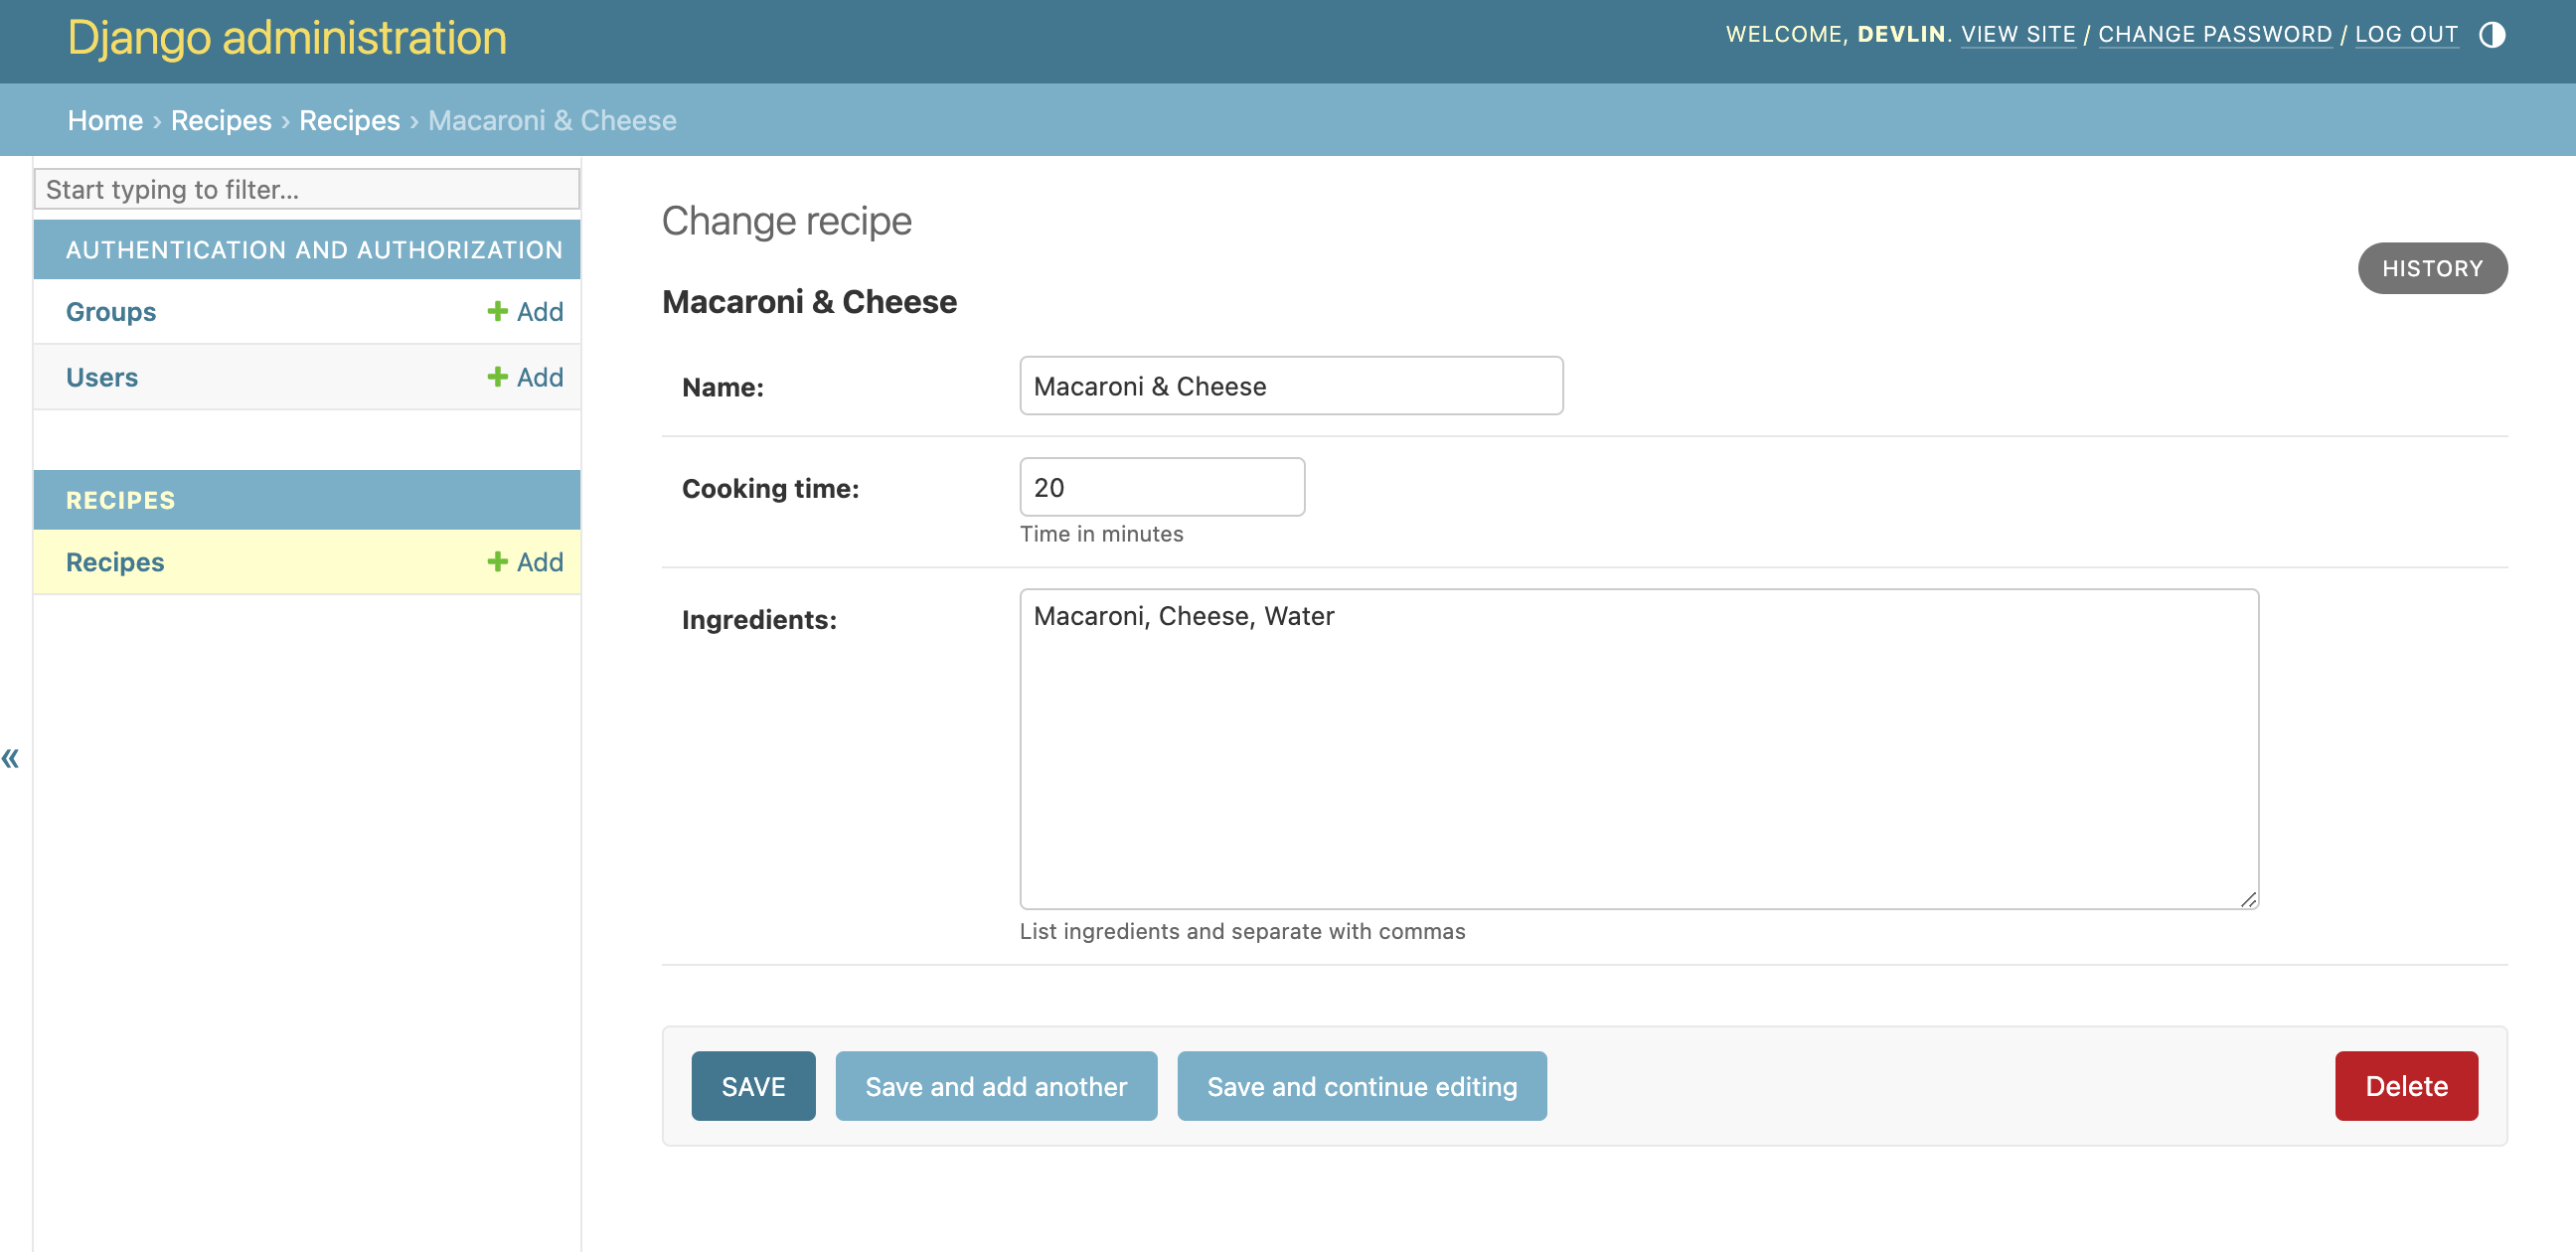 Django administration
WELCOME, DEVLIN. VIEW SITE / CHANGE PASSWORD / LOG OUT
Home › Recipes › Recipes › Macaroni & Cheese
Start typing to filter...
AUTHENTICATION AND AUTHORIZATION
Groups + Add
Users + Add
RECIPES
Recipes + Add
«
Change recipe
HISTORY
Macaroni & Cheese
Name: Macaroni & Cheese
Cooking time: 20
Time in minutes
Ingredients: Macaroni, Cheese, Water
List ingredients and separate with commas
SAVE Save and add another Save and continue editing Delete